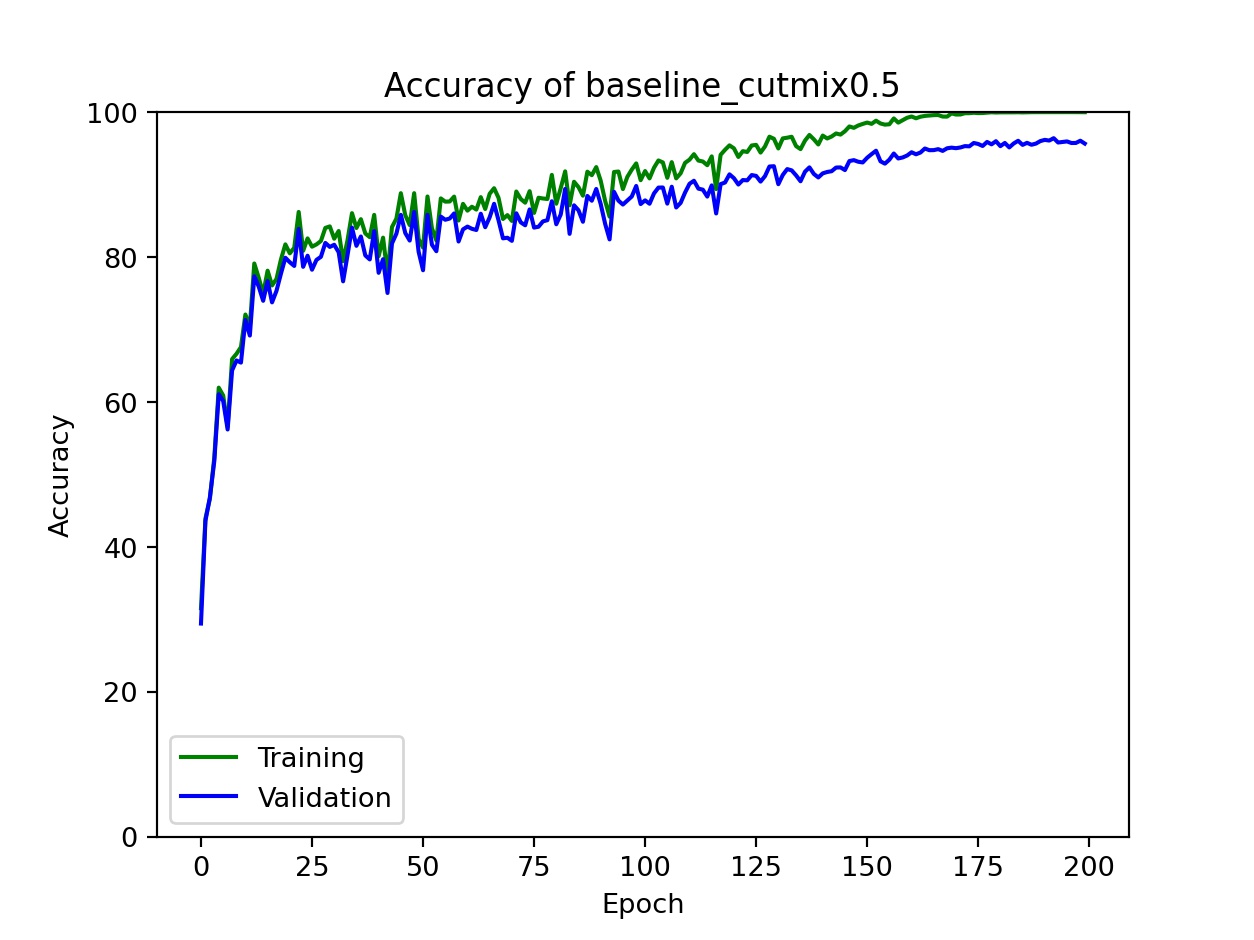 Accuracy of baseline_cutmix0.5
100
80
60
40
20
0
Accuracy
Training
Validation
0 25 50 75 100 125 150 175 200
Epoch